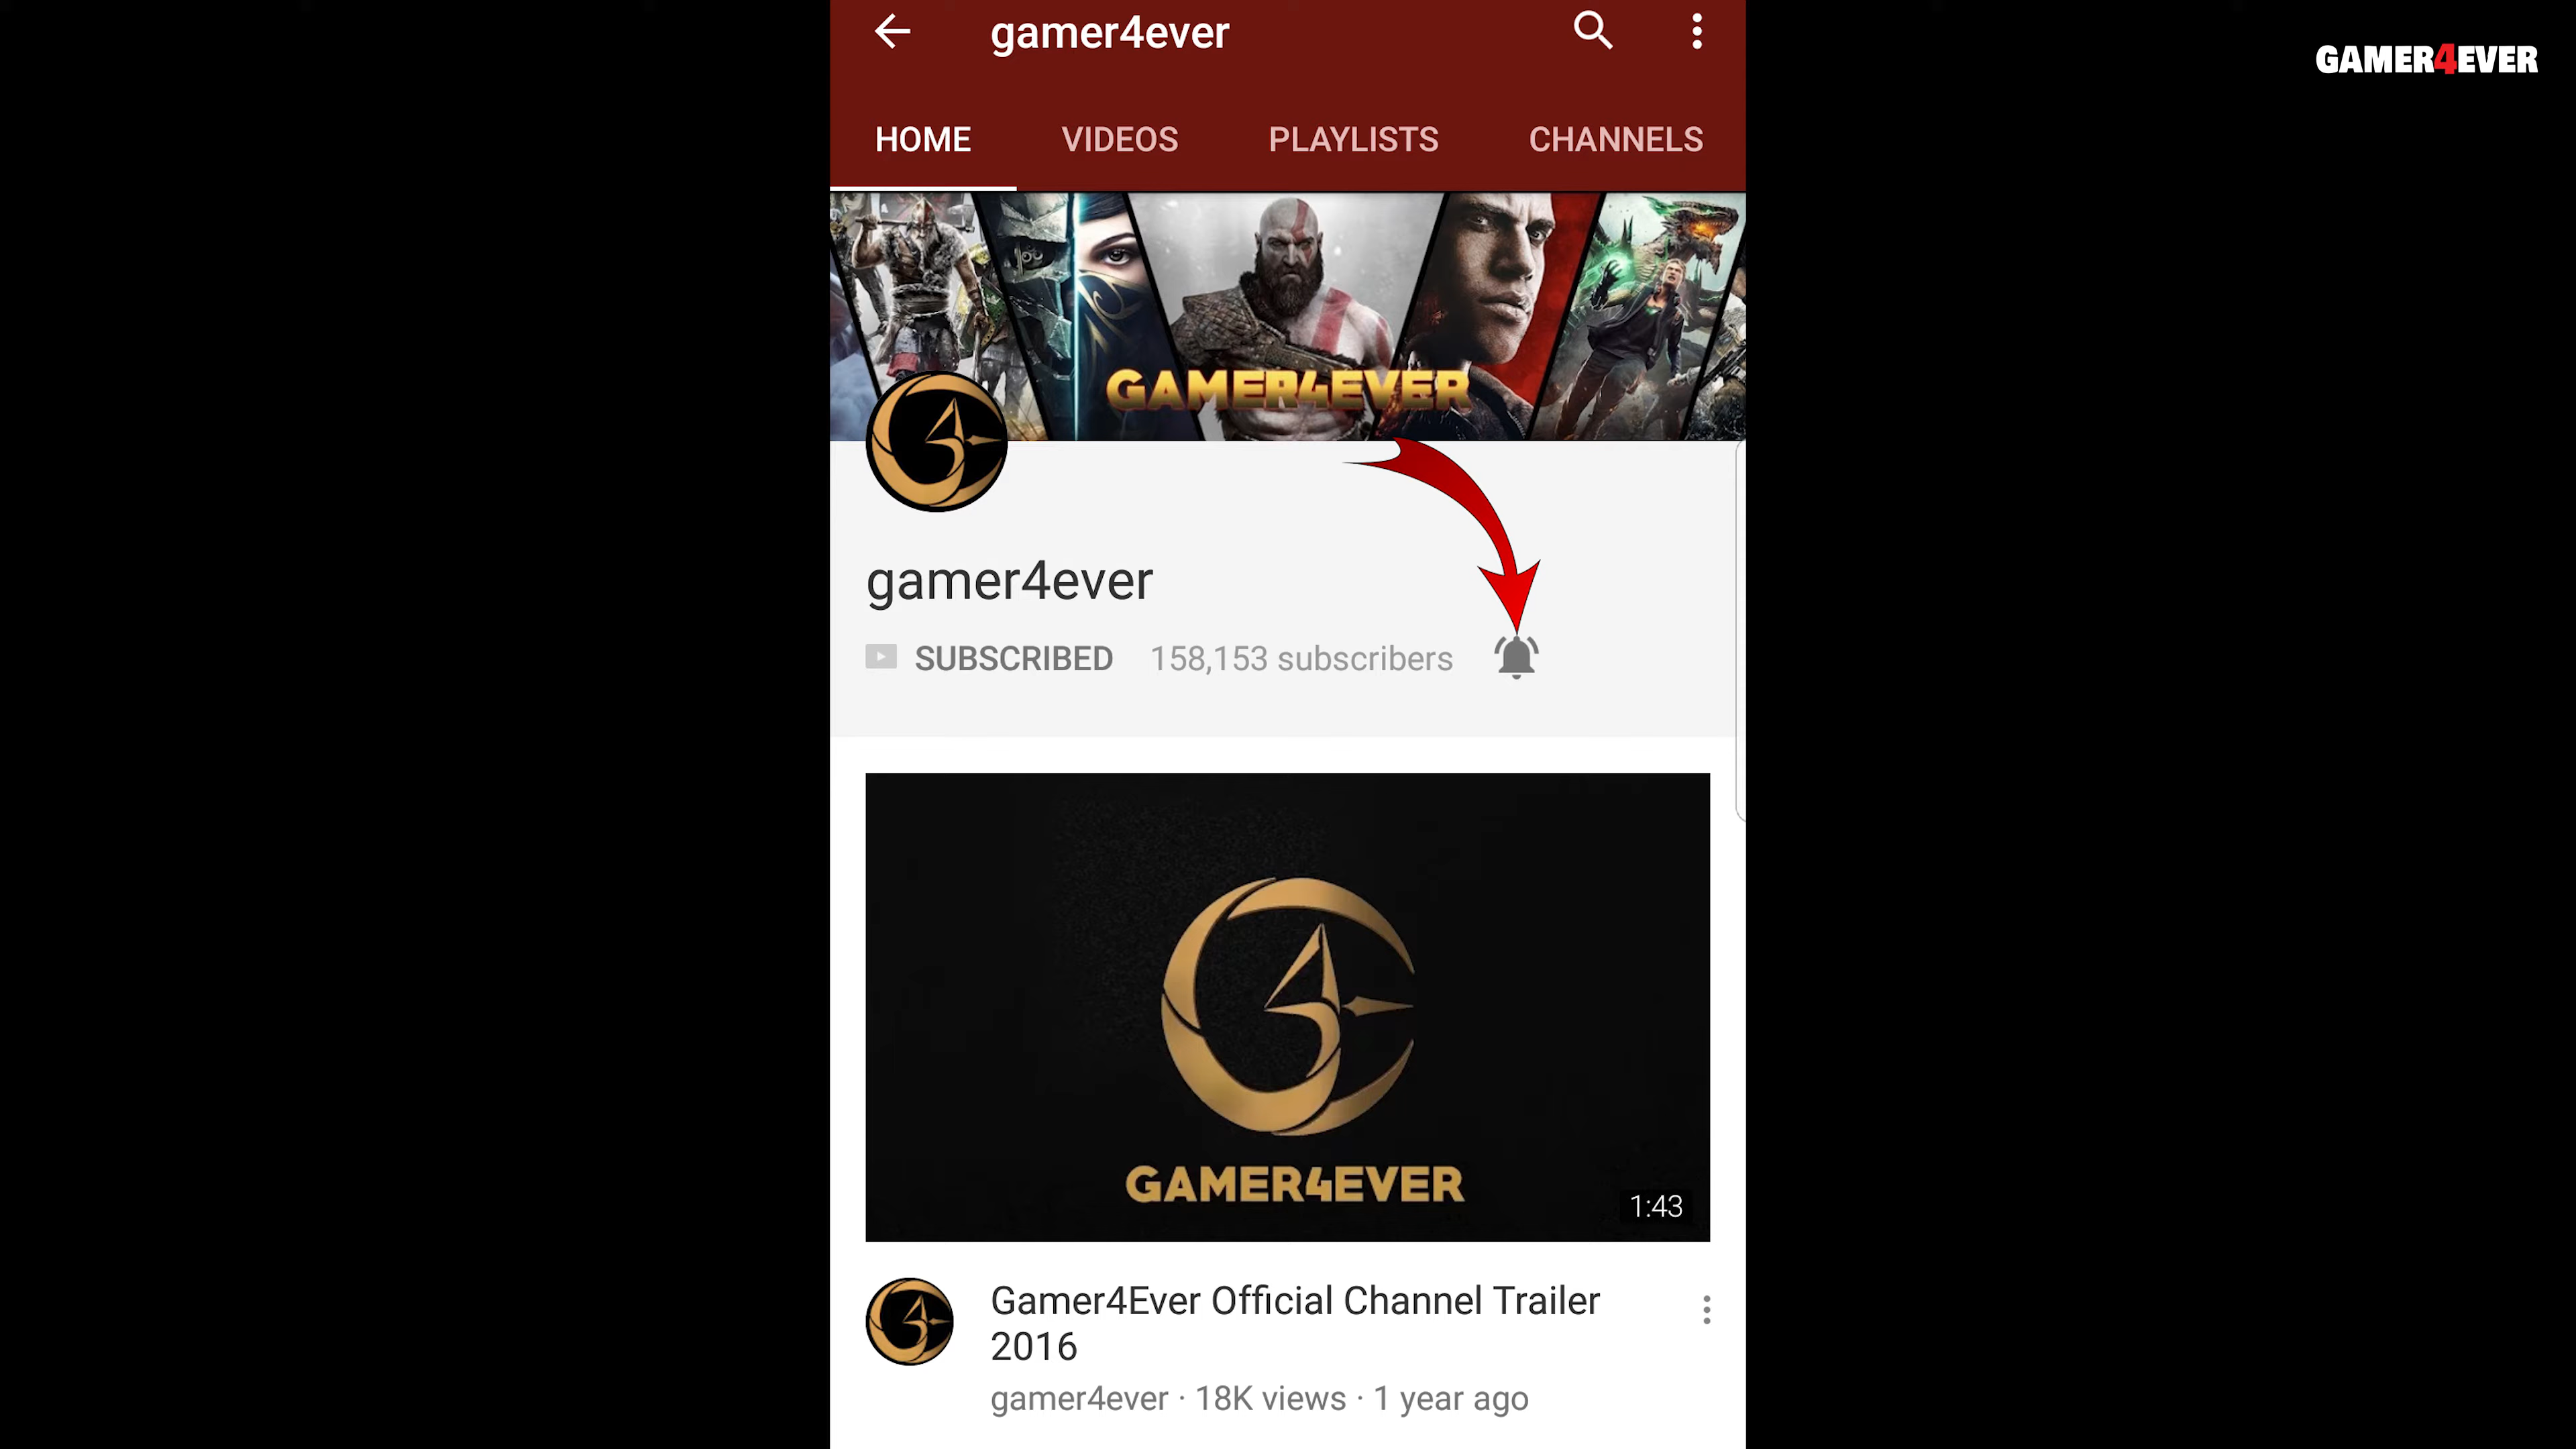 gamer4ever
GAMER4EVER
HOME VIDEOS PLAYLISTS CHANNELS
GAMER4EVER
gamer4ever
SUBSCRIBED 158,153 subscribers
GAMER4EVER
1:43
Gamer4Ever Official Channel Trailer
2016
gamer4ever · 18K views · 1 year ago